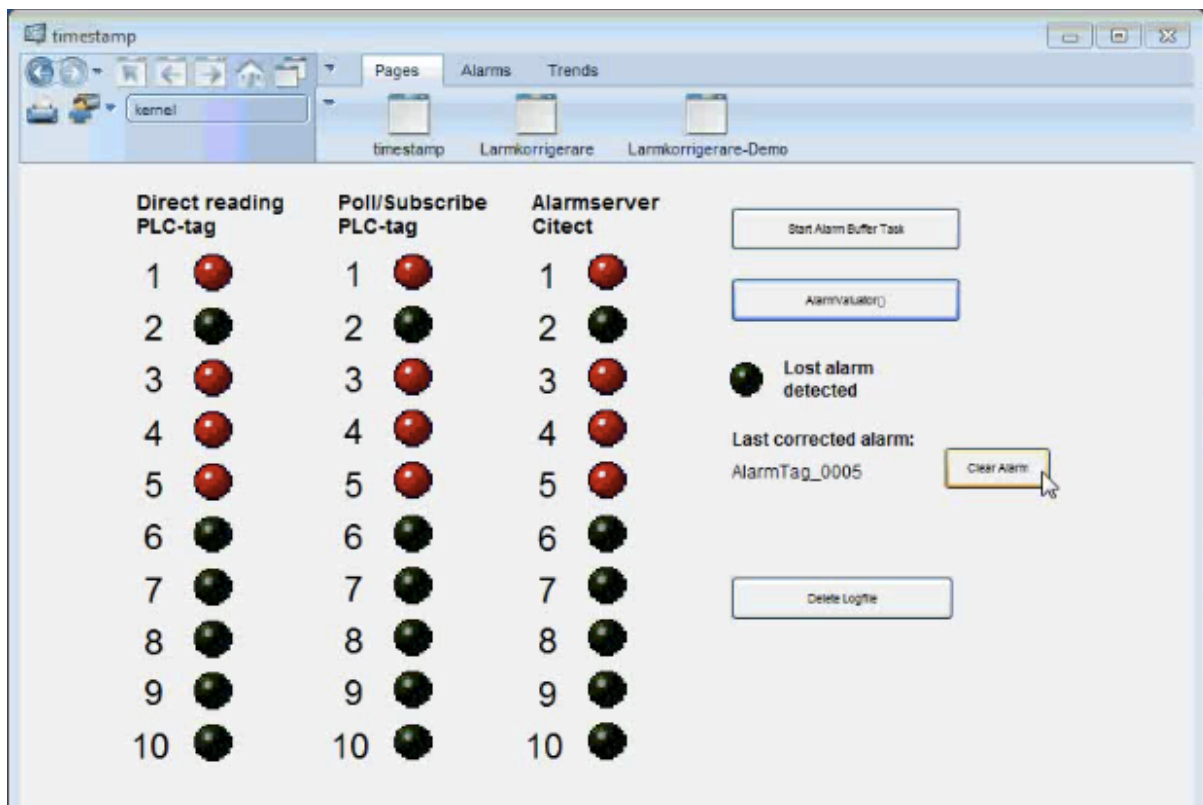 timestamp
Pages Alarms Trends
kernel
timestamp Larmkorrigerare Larmkorrigerare-Demo
Direct reading PLC-tag
Poll/Subscribe PLC-tag
Alarmserver Citect
1 1 1
2 2 2
3 3 3
4 4 4
5 5 5
6 6 6
7 7 7
8 8 8
9 9 9
10 10 10
Start Alarm Buffer Task
AlarmValuator()
Lost alarm
detected
Last corrected alarm:
AlarmTag_0005
Clear Alarm
Delete Logfile